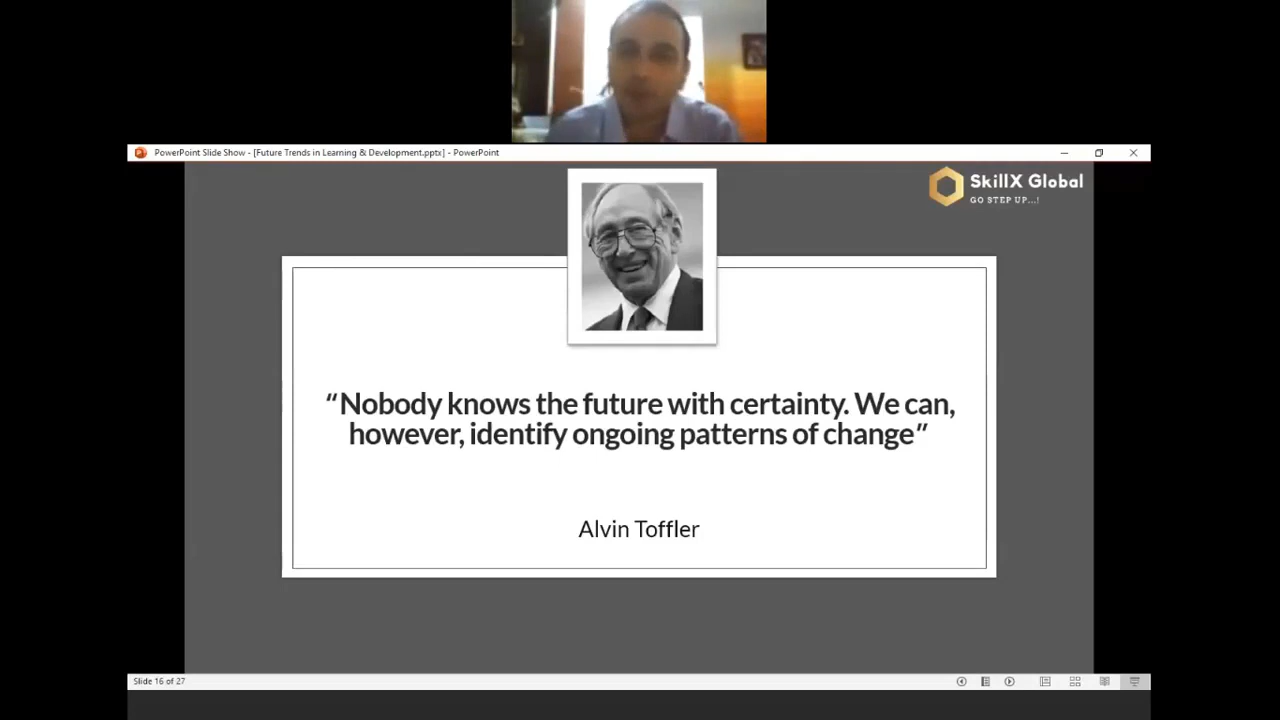 PowerPoint Slide Show - [Future Trends in Learning & Development.pptx] - PowerPoint
SkillX Global
GO STEP UP...!
“Nobody knows the future with certainty. We can,
however, identify ongoing patterns of change”
Alvin Toffler
Slide 16 of 27